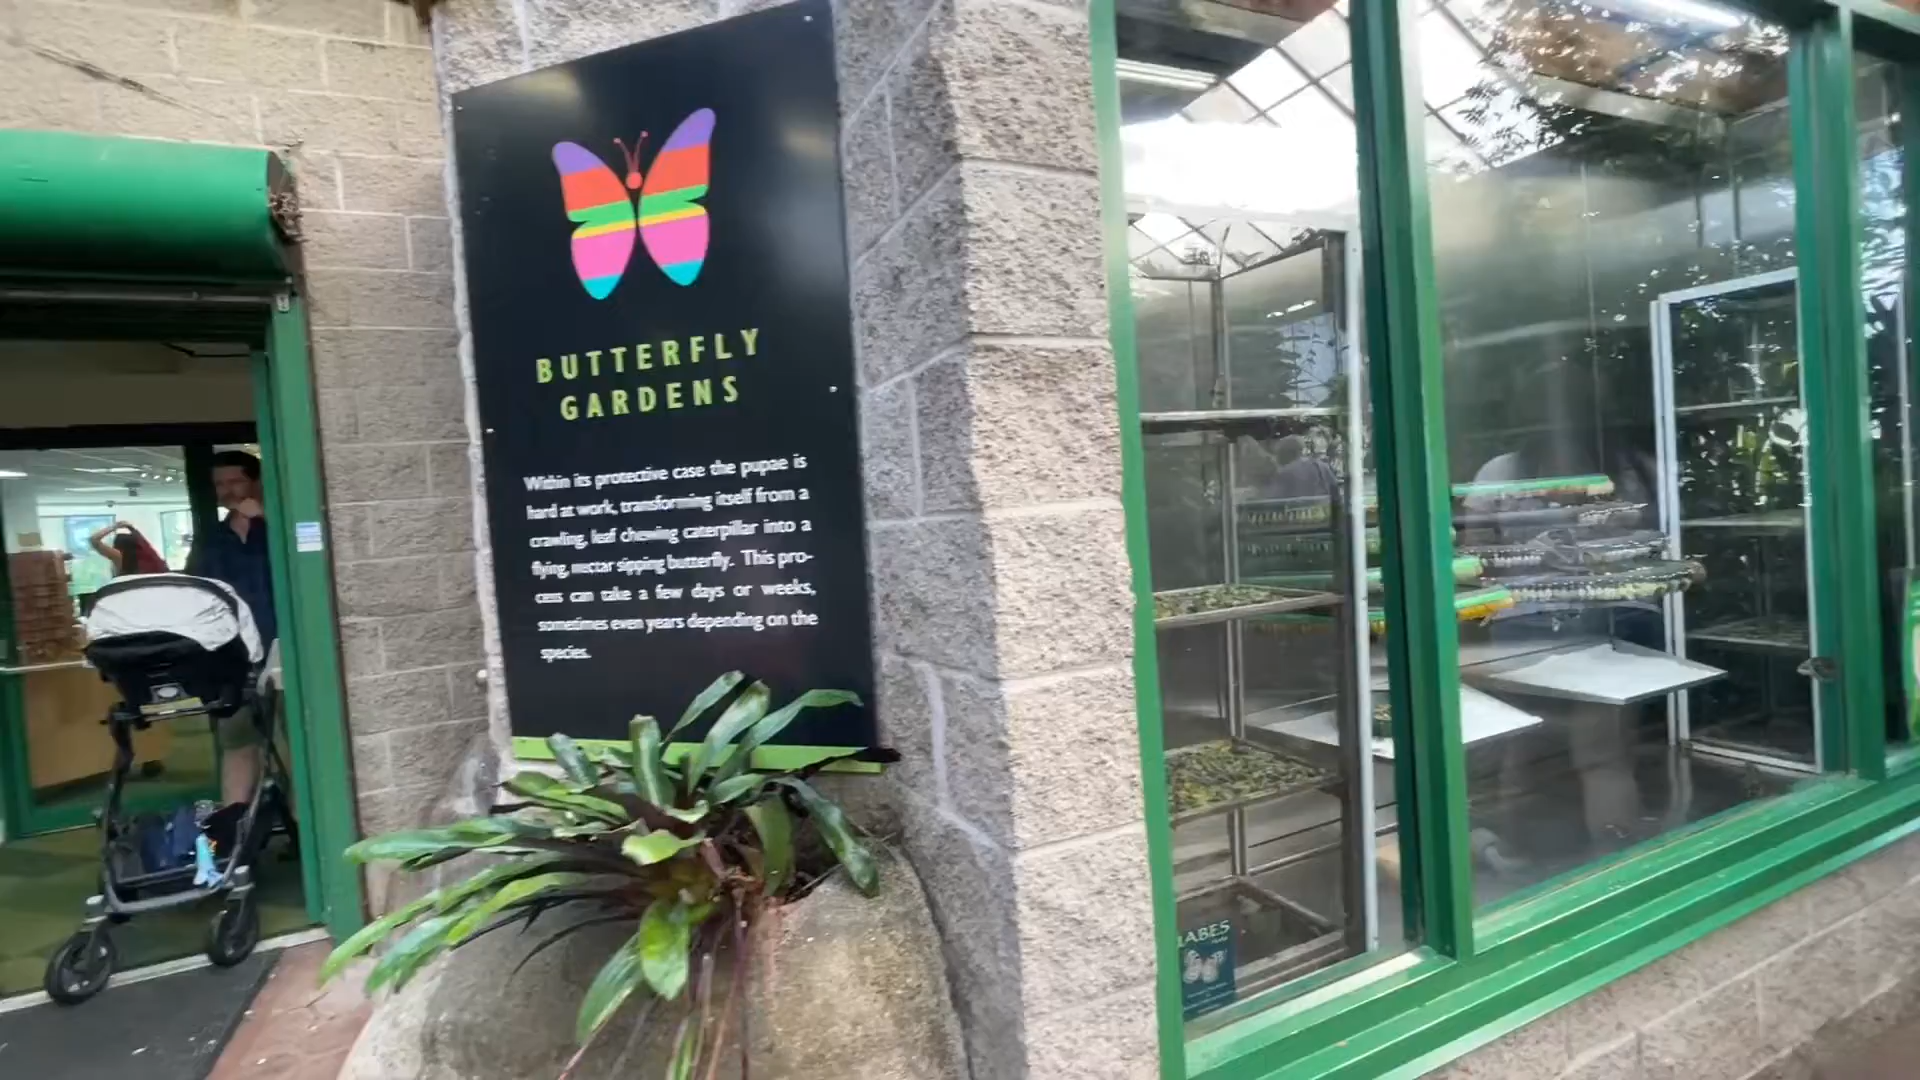 BUTTERFLY
GARDENS
Within its protective case the pupae is
hard at work, transforming itself from a
crawling, leaf chewing caterpillar into a
flying, nectar sipping butterfly. This pro-
cess can take a few days or weeks,
sometimes even years depending on the
species.